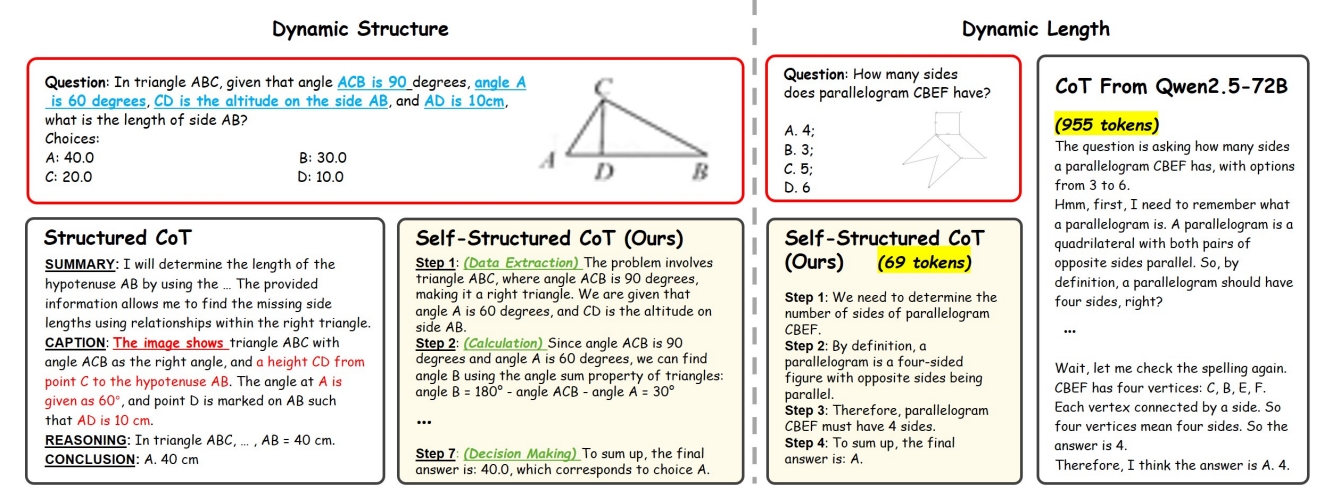 Dynamic Structure
Question: In triangle ABC, given that angle ACB is 90 degrees, angle A
is 60 degrees, CD is the altitude on the side AB, and AD is 10cm,
what is the length of side AB?
Choices:
A: 40.0 B: 30.0
C: 20.0 D: 10.0
C
A D B
Structured CoT
SUMMARY: I will determine the length of the
hypotenuse AB by using the ... The provided
information allows me to find the missing side
lengths using relationships within the right triangle.
CAPTION: The image shows triangle ABC with
angle ACB as the right angle, and a height CD from
point C to the hypotenuse AB. The angle at A is
given as 60°, and point D is marked on AB such
that AD is 10 cm.
REASONING: In triangle ABC, ... , AB = 40 cm.
CONCLUSION: A. 40 cm
Self-Structured CoT (Ours)
Step 1: (Data Extraction) The problem involves
triangle ABC, where angle ACB is 90 degrees,
making it a right triangle. We are given that
angle A is 60 degrees, and CD is the altitude on
side AB.
Step 2: (Calculation) Since angle ACB is 90
degrees and angle A is 60 degrees, we can find
angle B using the angle sum property of triangles:
angle B = 180° - angle ACB - angle A = 30°
...
Step 7: (Decision Making) To sum up, the final
answer is: 40.0, which corresponds to choice A.
Dynamic Length
Question: How many sides
does parallelogram CBEF have?
A. 4;
B. 3;
C. 5;
D. 6
Self-Structured CoT
(Ours) (69 tokens)
Step 1: We need to determine the
number of sides of parallelogram
CBEF.
Step 2: By definition, a
parallelogram is a four-sided
figure with opposite sides being
parallel.
Step 3: Therefore, parallelogram
CBEF must have 4 sides.
Step 4: To sum up, the final
answer is: A.
CoT From Qwen2.5-72B
(955 tokens)
The question is asking how many sides
a parallelogram CBEF has, with options
from 3 to 6.
Hmm, first, I need to remember what
a parallelogram is. A parallelogram is a
quadrilateral with both pairs of
opposite sides parallel. So, by
definition, a parallelogram should have
four sides, right?
...
Wait, let me check the spelling again.
CBEF has four vertices: C, B, E, F.
Each vertex connected by a side. So
four vertices mean four sides. So the
answer is 4.
Therefore, I think the answer is A. 4.